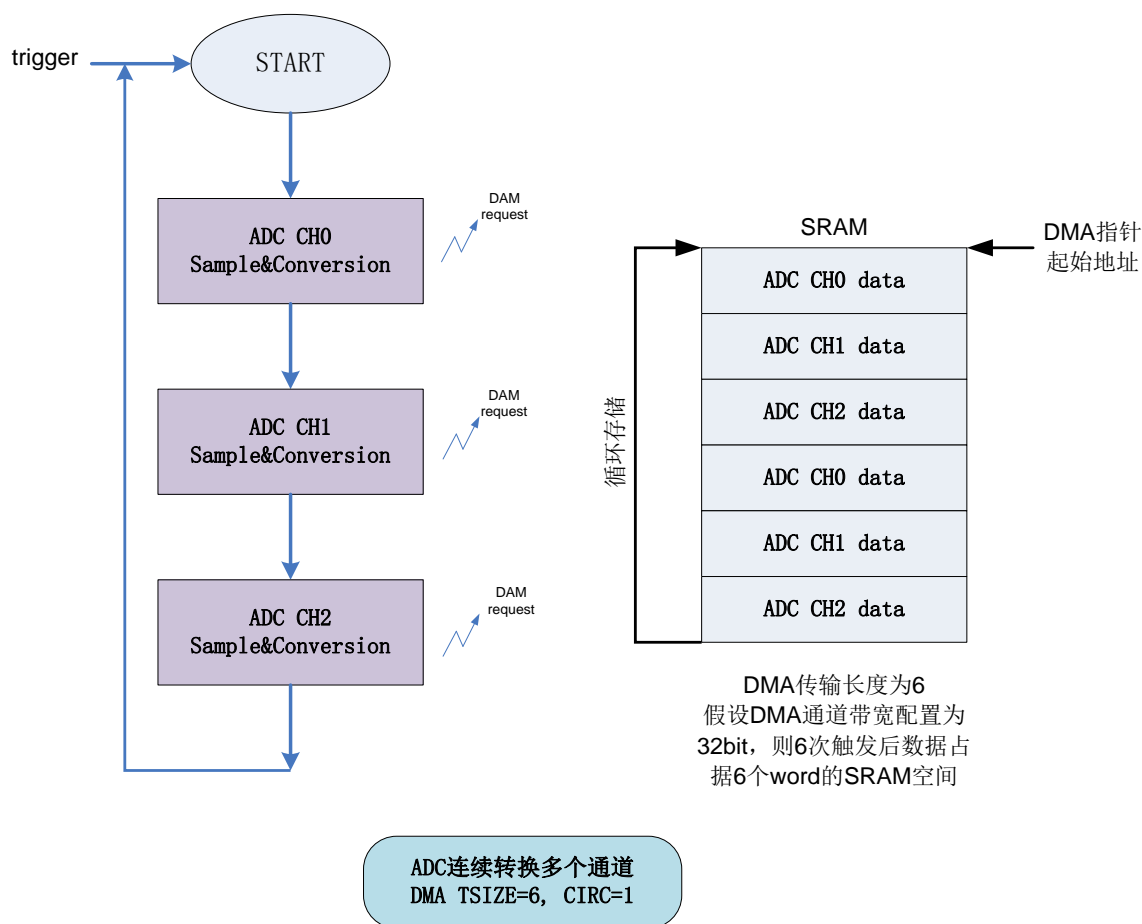 trigger
START
ADC CH0
Sample&Conversion
DAM
request
ADC CH1
Sample&Conversion
DAM
request
ADC CH2
Sample&Conversion
DAM
request
SRAM
DMA指针
起始地址
ADC CH0 data
ADC CH1 data
ADC CH2 data
ADC CH0 data
ADC CH1 data
ADC CH2 data
循环存储
DMA传输长度为6
假设DMA通道带宽配置为
32bit，则6次触发后数据占
据6个word的SRAM空间
ADC连续转换多个通道
DMA TSIZE=6, CIRC=1